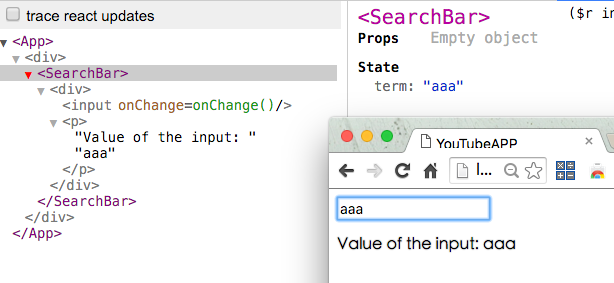 trace react updates
<App>
<div>
<SearchBar>
<div>
<input onChange=onChange()/>
<p>
"Value of the input: "
"aaa"
</p>
</div>
</SearchBar>
</div>
</App>
<SearchBar>
($r in
Props Empty object
State
term: "aaa"
YouTubeAPP
l...
aaa
Value of the input: aaa